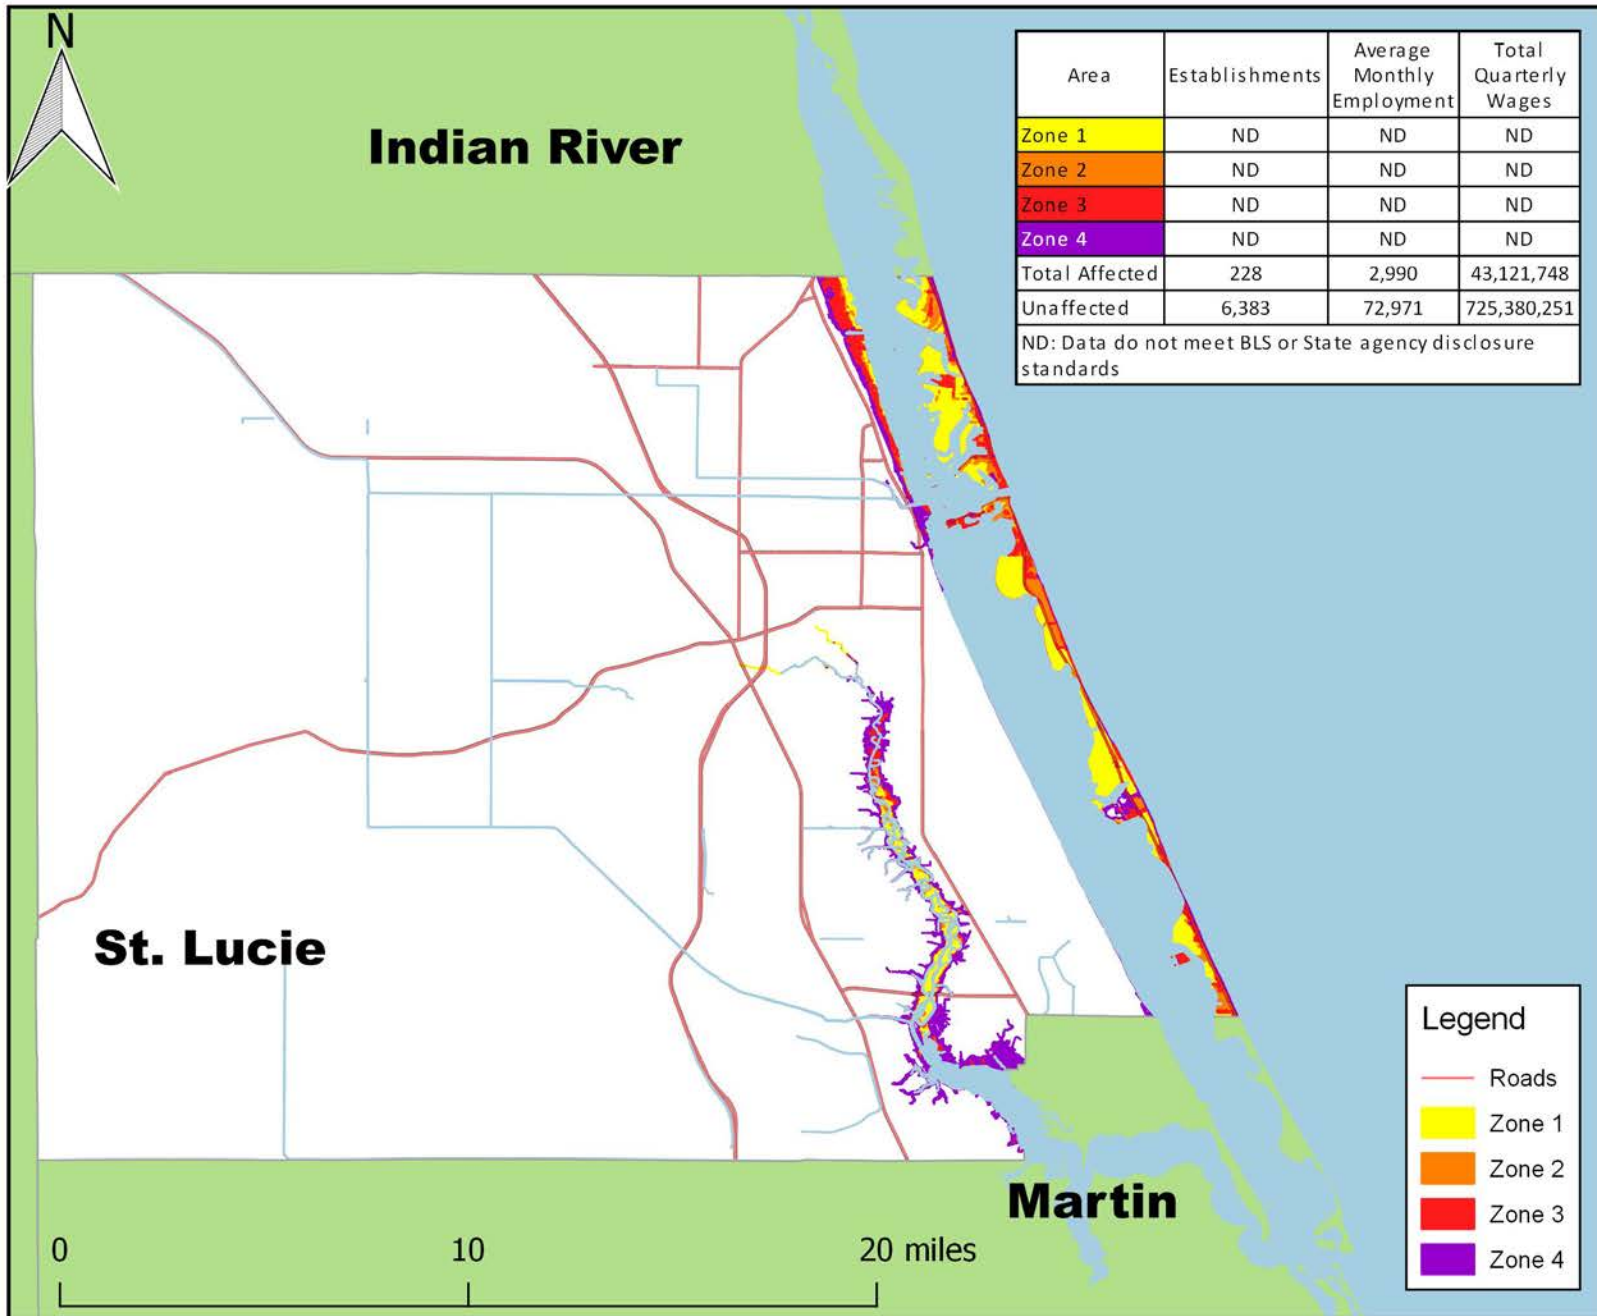 N
Indian River
Area Establishments Average Monthly Employment Total Quarterly Wages
Zone 1 ND ND ND
Zone 2 ND ND ND
Zone 3 ND ND ND
Zone 4 ND ND ND
Total Affected 228 2,990 43,121,748
Unaffected 6,383 72,971 725,380,251
ND: Data do not meet BLS or State agency disclosure
standards
St. Lucie
Martin
0 10 20 miles
Legend
Roads
Zone 1
Zone 2
Zone 3
Zone 4